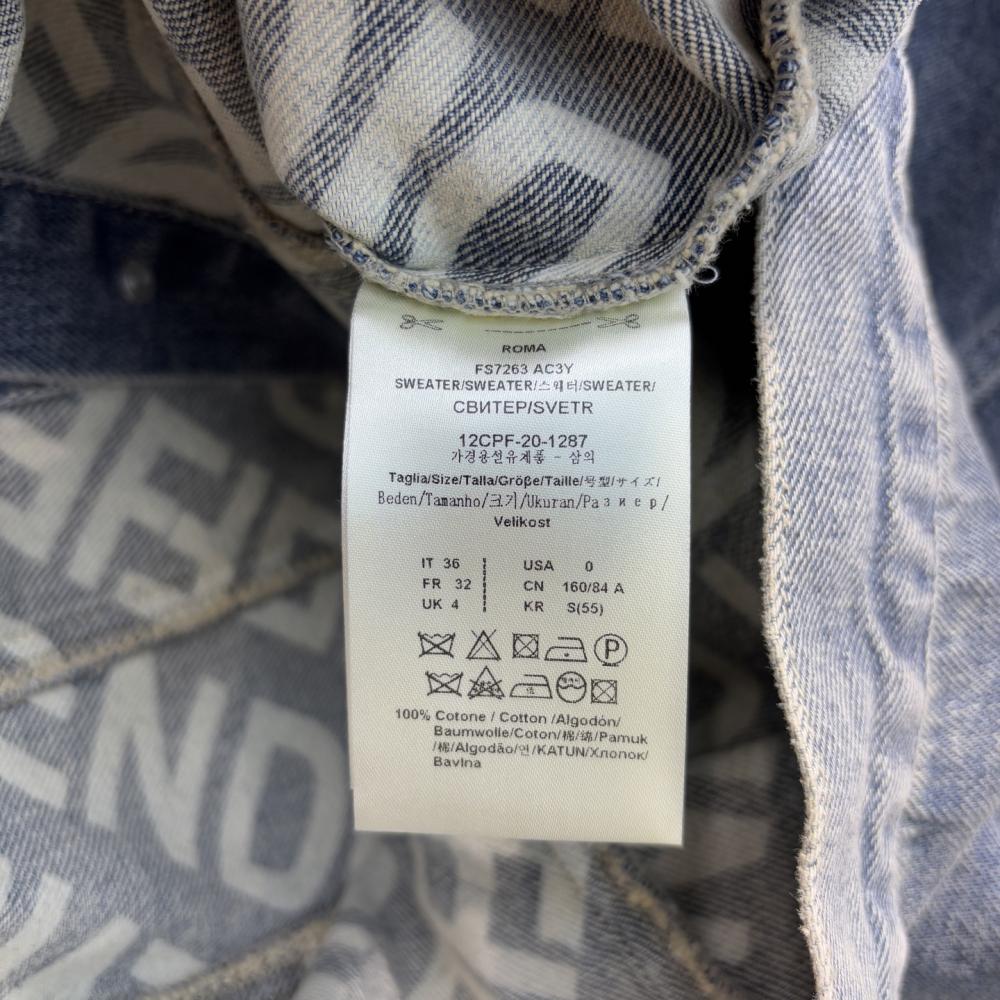 ROMA
FS7263 AC3Y
SWEATER/SWEATER/스웨터/SWEATER/
СВИТЕР/SVETR
12CPF-20-1287
가경용섬유제품 - 상의
Taglia/Size/Talla/Größe/Taille/号型/サイズ/
Beden/Tamanho/크기/Ukuran/Размер/
Velikost
IT 36 USA 0
FR 32 CN 160/84 A
UK 4 KR S(55)
P
100% Cotone / Cotton /Algodón/
Baumwolle/Coton/棉/綿/Pamuk
/棉/Algodão/면/KATUN/Хлопок/
Bavlna
END